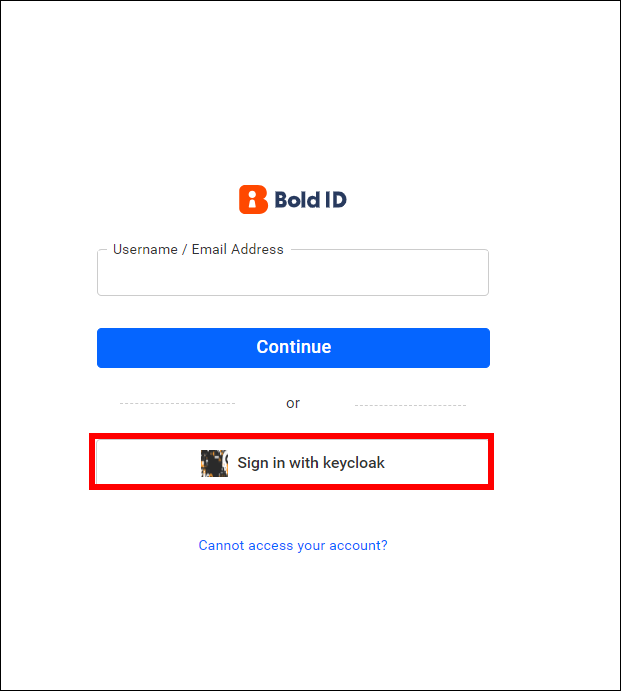 Bold ID
Username / Email Address
Continue
or
Sign in with keycloak
Cannot access your account?